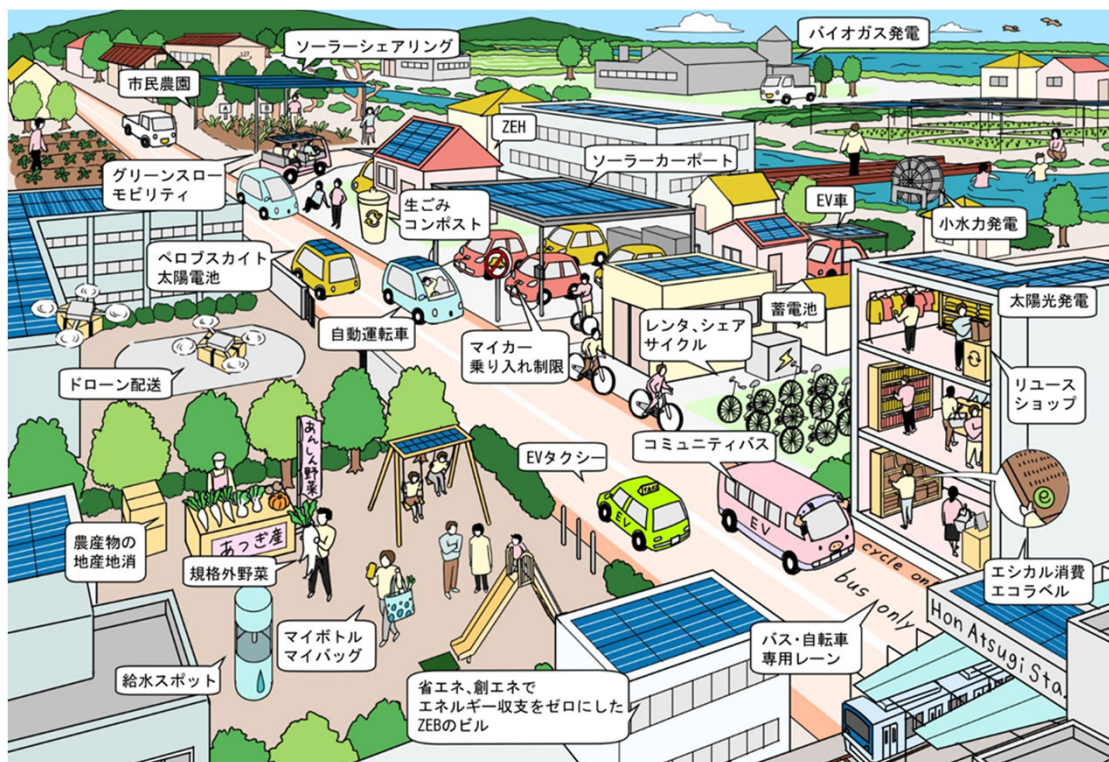 ソーラーシェアリング
バイオガス発電
市民農園
ZEH
ソーラーカーポート
グリーンスロー
モビリティ
生ごみ
コンポスト
EV車
小水力発電
ペロブスカイト
太陽電池
太陽光発電
蓄電池
自動運転車
マイカー
乗り入れ制限
レンタ、シェア
サイクル
ドローン配送
リユース
ショップ
コミュニティバス
EVタクシー
あんしん野菜
TAXI
EV
EV
e
農産物の
地産地消
あつぎ産
規格外野菜
cycle on
bus only
エシカル消費
エコラベル
Hon Atsugi Sta.
マイボトル
マイバッグ
バス・自転車
専用レーン
給水スポット
省エネ、創エネで
エネルギー収支をゼロにした
ZEBのビル